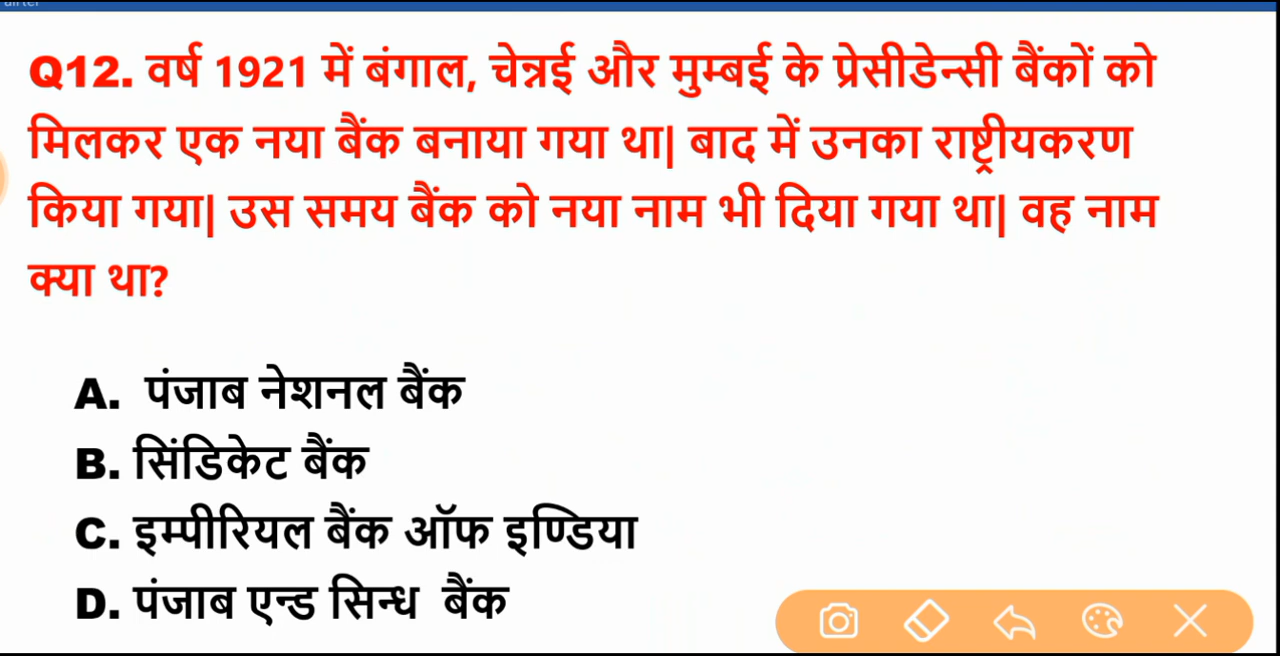 Q12. वर्ष 1921 में बंगाल, चेन्नई और मुम्बई के प्रेसीडेन्सी बैंकों को
मिलकर एक नया बैंक बनाया गया था| बाद में उनका राष्ट्रीयकरण
किया गया| उस समय बैंक को नया नाम भी दिया गया था| वह नाम
क्या था?
A. पंजाब नेशनल बैंक
B. सिंडिकेट बैंक
C. इम्पीरियल बैंक ऑफ इण्डिया
D. पंजाब एन्ड सिन्ध बैंक